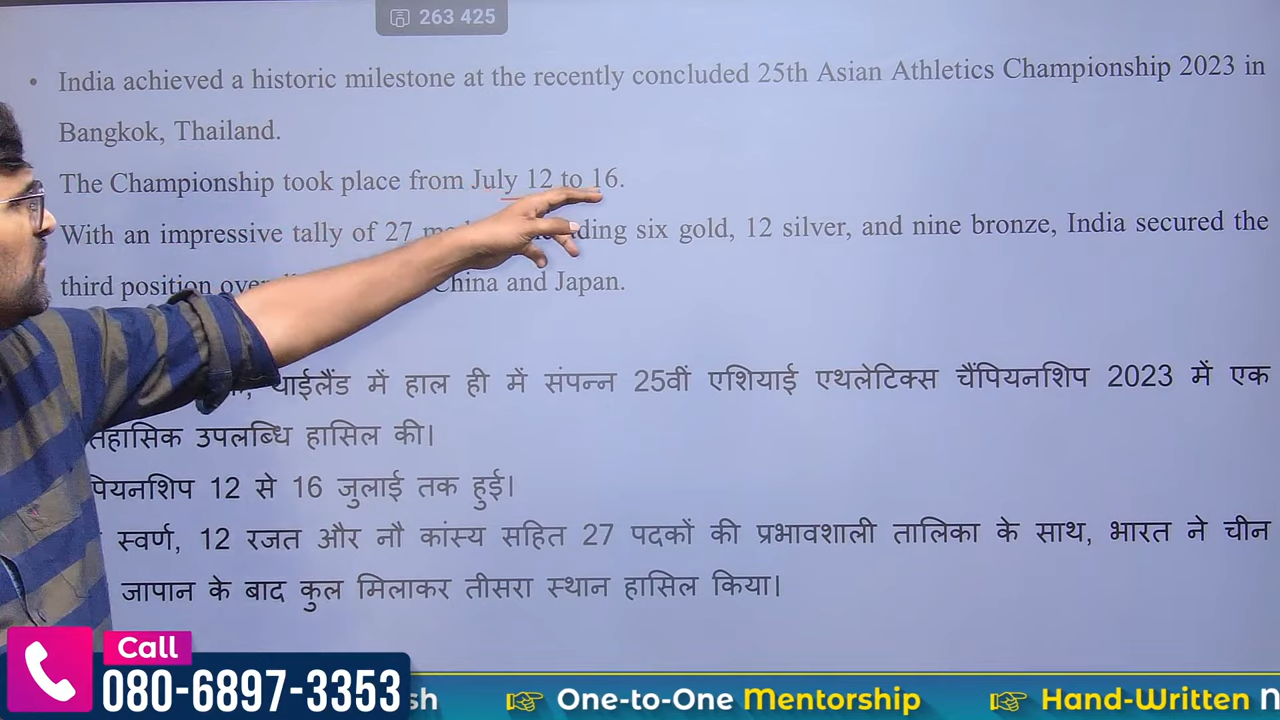 263 425
• India achieved a historic milestone at the recently concluded 25th Asian Athletics Championship 2023 in
Bangkok, Thailand.
The Championship took place from July 12 to 16.
With an impressive tally of 27 ding six gold, 12 silver, and nine bronze, India secured the
third position China and Japan.
थाईलैंड में हाल ही में संपन्न 25वीं एशियाई एथलेटिक्स चैंपियनशिप 2023 में एक
तहासिक उपलब्धि हासिल की।
पियनशिप 12 से 16 जुलाई तक हुई।
स्वर्ण, 12 रजत और नौ कांस्य सहित 27 पदकों की प्रभावशाली तालिका के साथ, भारत ने चीन
जापान के बाद कुल मिलाकर तीसरा स्थान हासिल किया।
Call
080-6897-3353
sh One-to-One Mentorship Hand-Written N